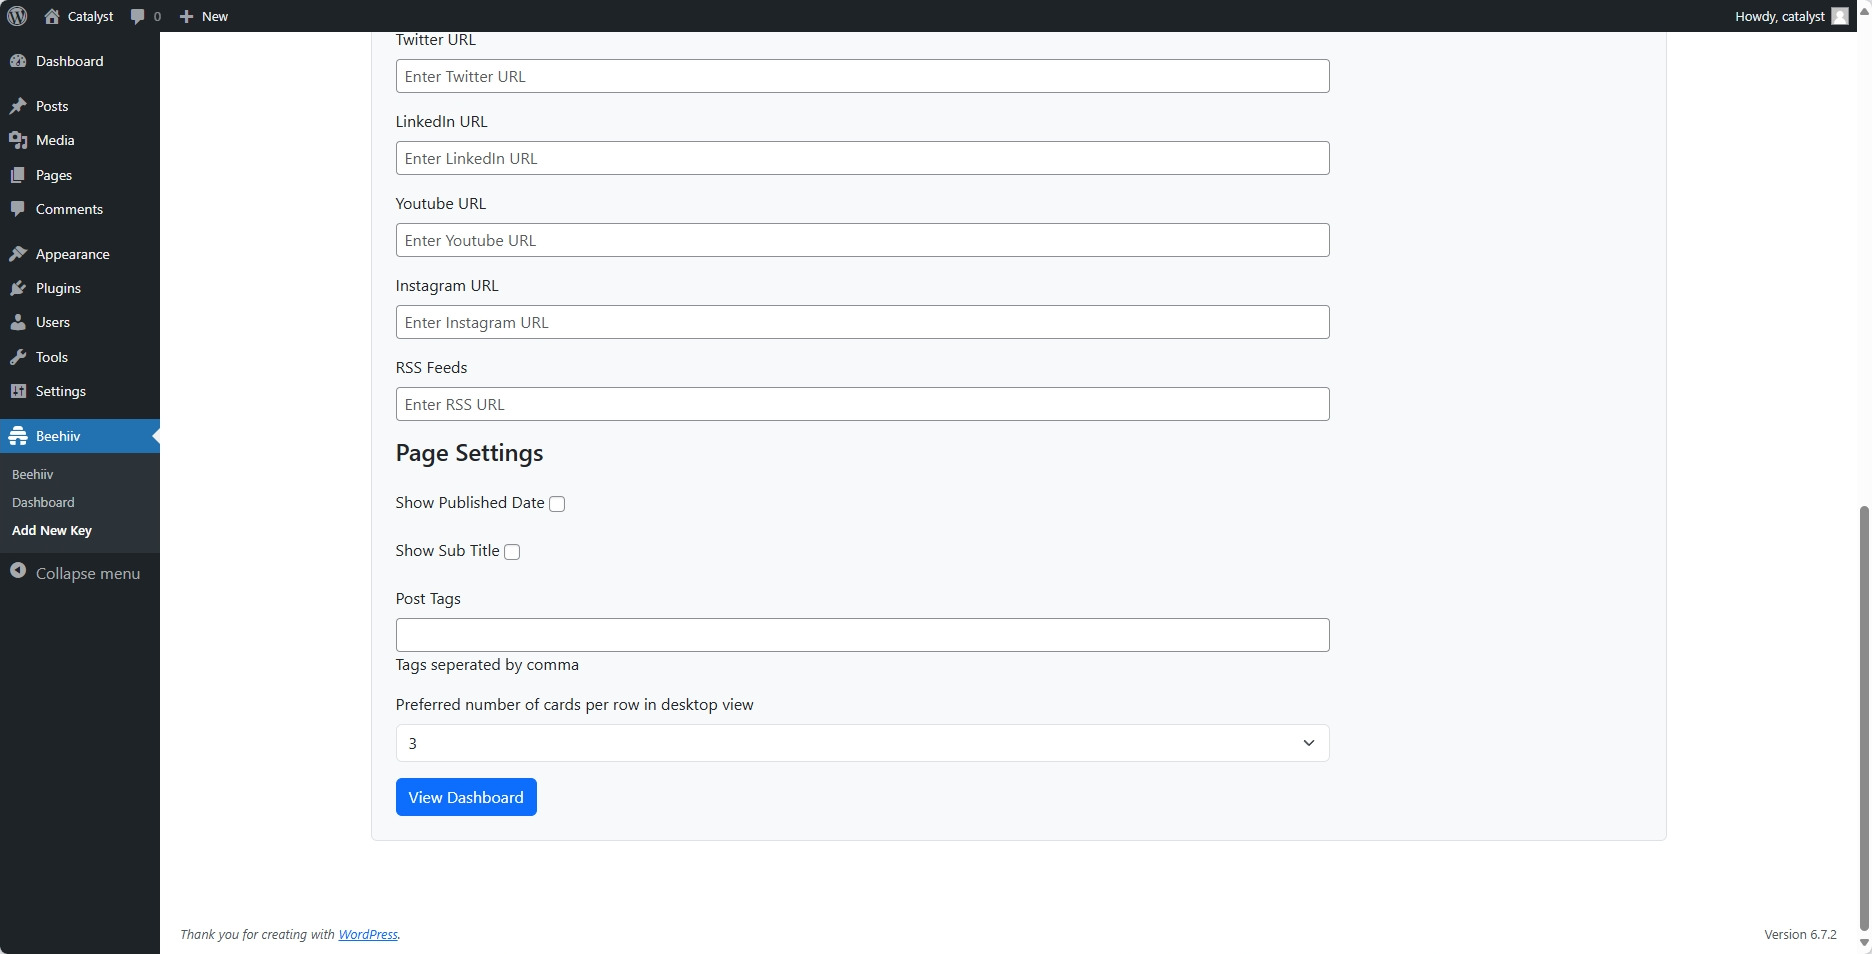 Catalyst
0
New
Howdy, catalyst
Dashboard
Posts
Media
Pages
Comments
Appearance
Plugins
Users
Tools
Settings
Beehiiv
Beehiiv
Dashboard
Add New Key
Collapse menu
Twitter URL
Enter Twitter URL
LinkedIn URL
Enter LinkedIn URL
Youtube URL
Enter Youtube URL
Instagram URL
Enter Instagram URL
RSS Feeds
Enter RSS URL
Page Settings
Show Published Date
Show Sub Title
Post Tags
Tags seperated by comma
Preferred number of cards per row in desktop view
3
View Dashboard
Thank you for creating with WordPress.
Version 6.7.2